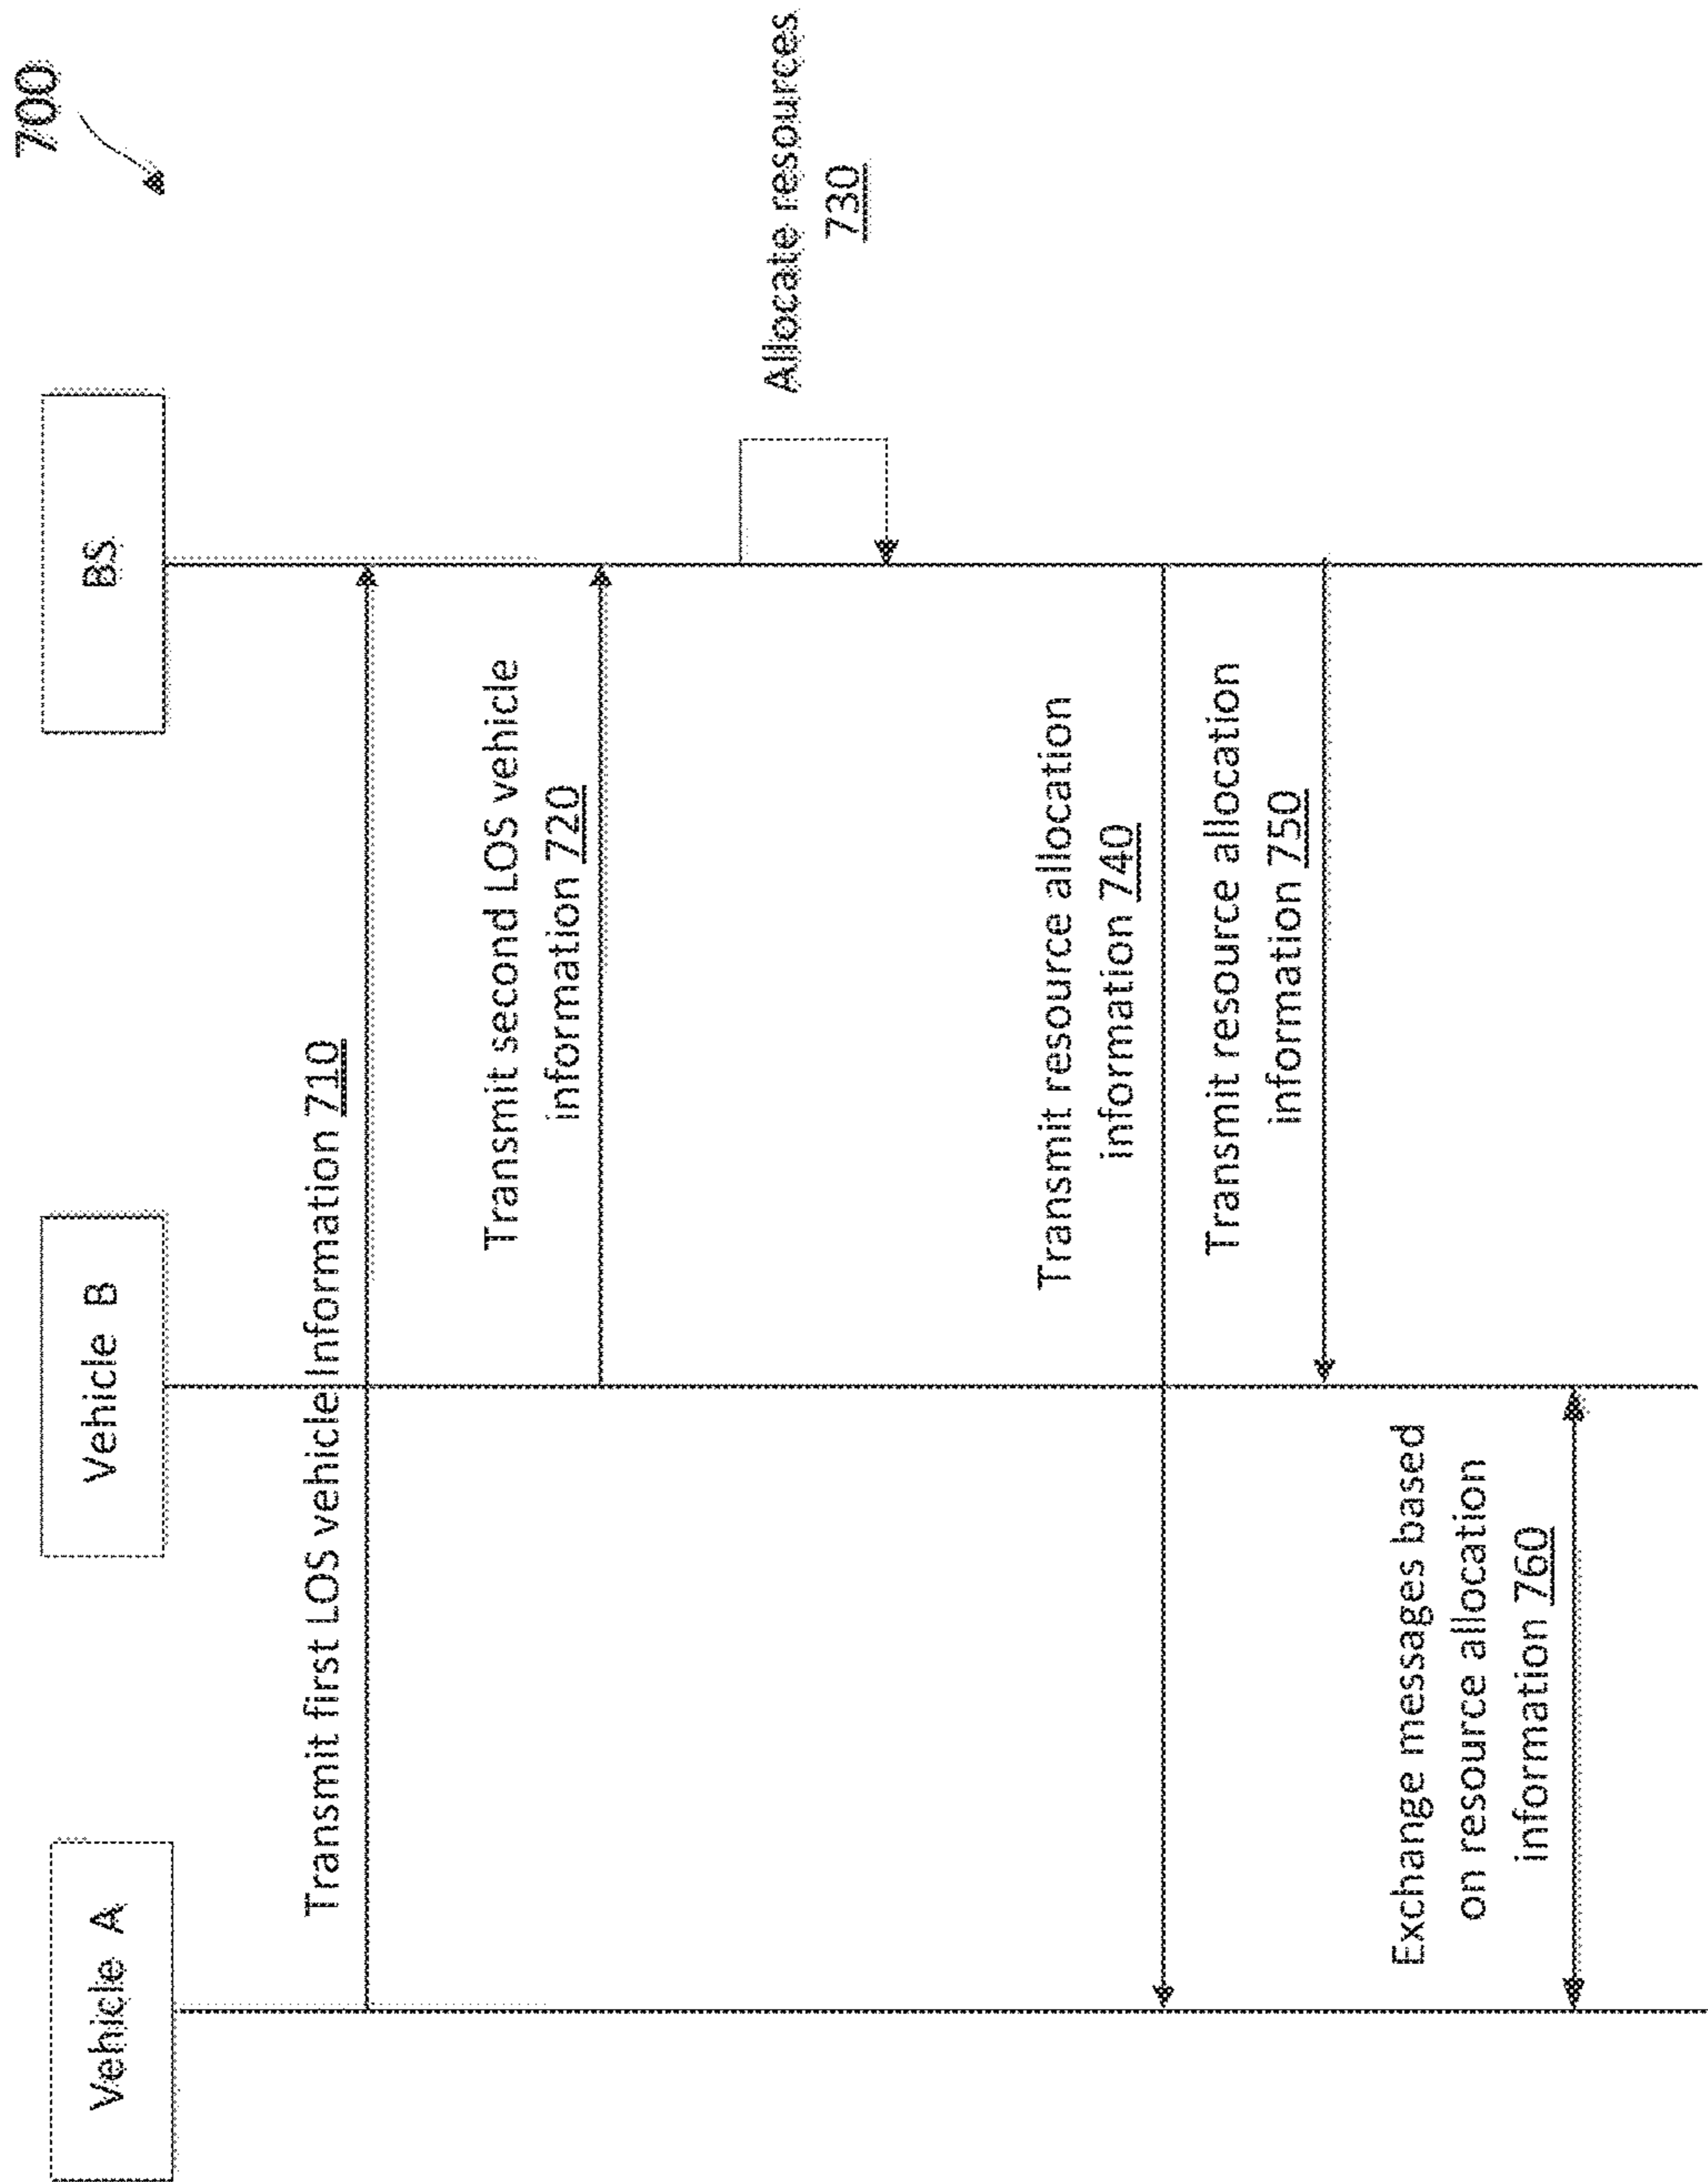 700
Vehicle A
Vehicle B
BS
Transmit first LOS vehicle Information 710
Transmit second LOS vehicle
information 720
Allocate resources
730
Transmit resource allocation
information 740
Transmit resource allocation
information 750
Exchange messages based
on resource allocation
information 760